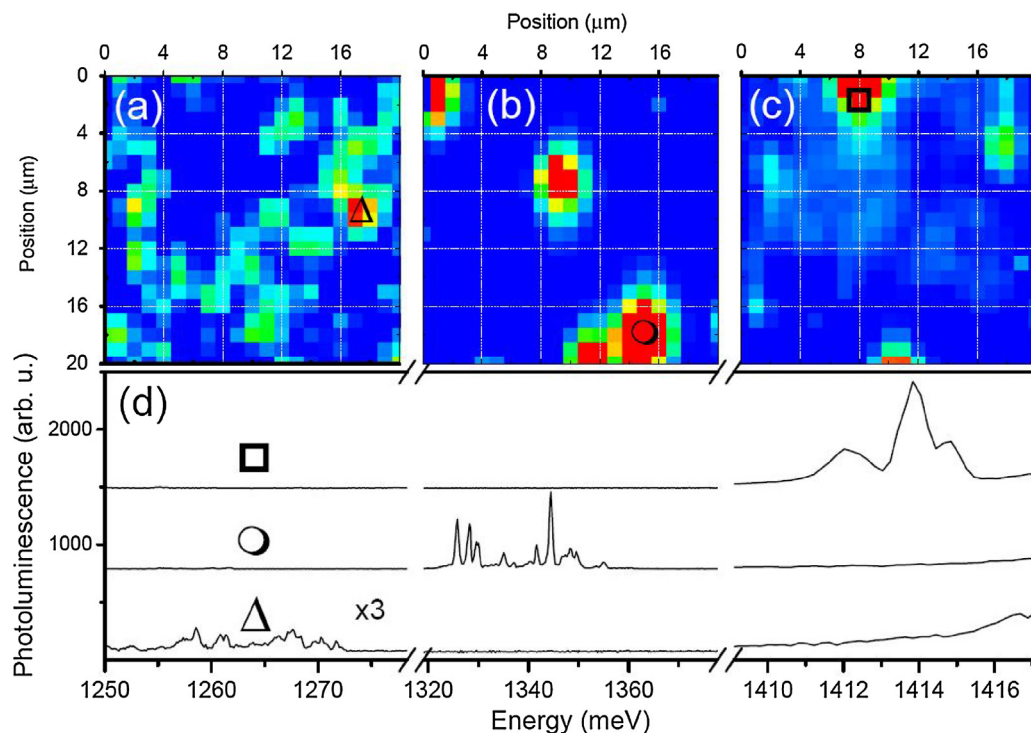 Position (μm)
0 4 8 12 16 0 4 8 12 16 0 4 8 12 16
(a) (b) (c)
Position (μm)
0
4
8
12
16
20
(d)
Photoluminescence (arb. u.)
2000
1000
x3
1250 1260 1270 1320 1340 1360 1410 1412 1414 1416
Energy (meV)